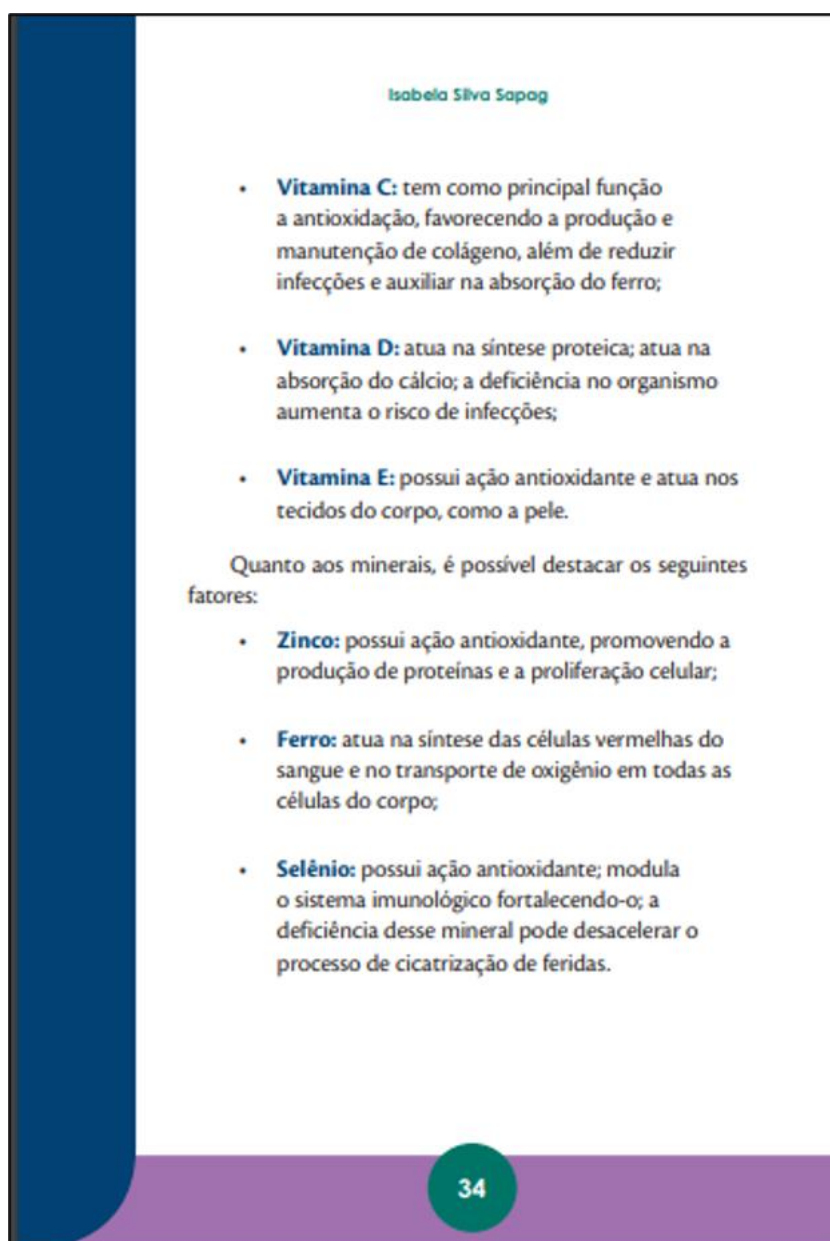 Isabela Silva Sapag
• Vitamina C: tem como principal função
a antioxidação, favorecendo a produção e
manutenção de colágeno, além de reduzir
infecções e auxiliar na absorção do ferro;
• Vitamina D: atua na síntese proteica; atua na
absorção do cálcio; a deficiência no organismo
aumenta o risco de infecções;
• Vitamina E: possui ação antioxidante e atua nos
tecidos do corpo, como a pele.
Quanto aos minerais, é possível destacar os seguintes
fatores:
• Zinco: possui ação antioxidante, promovendo a
produção de proteínas e a proliferação celular;
• Ferro: atua na síntese das células vermelhas do
sangue e no transporte de oxigênio em todas as
células do corpo;
• Selênio: possui ação antioxidante; modula
o sistema imunológico fortalecendo-o; a
deficiência desse mineral pode desacelerar o
processo de cicatrização de feridas.
34